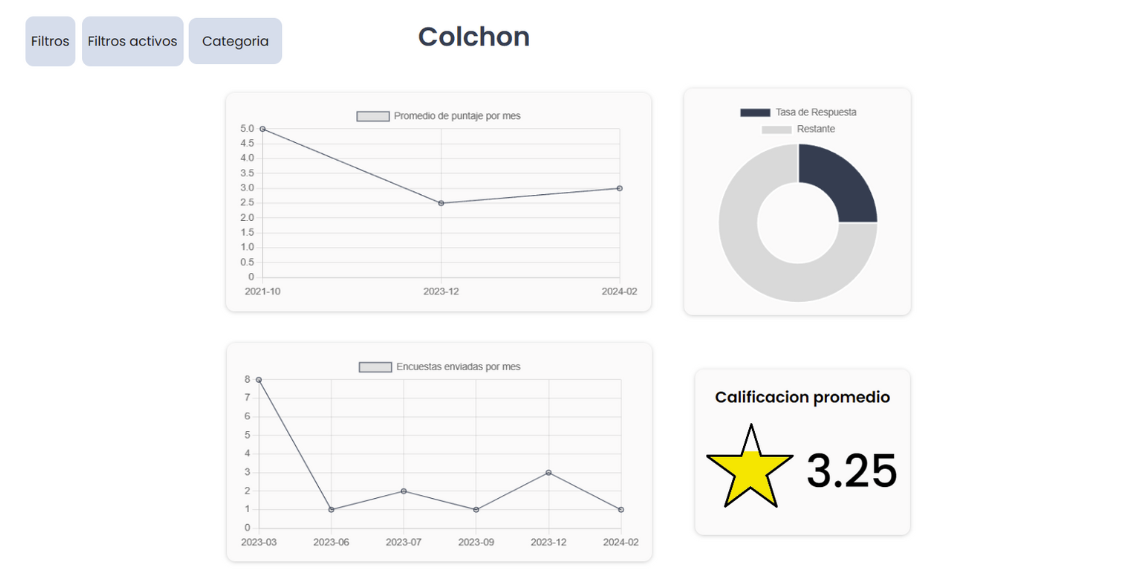 Filtros
Filtros activos
Categoria
Colchon
Promedio de puntaje por mes
5.0
4.5
4.0
3.5
3.0
2.5
2.0
1.5
1.0
0.5
0
2021-10 2023-12 2024-02
Tasa de Respuesta
Restante
Encuestas enviadas por mes
8
7
6
5
4
3
2
1
0
2023-03 2023-06 2023-07 2023-09 2023-12 2024-02
Calificacion promedio
3.25